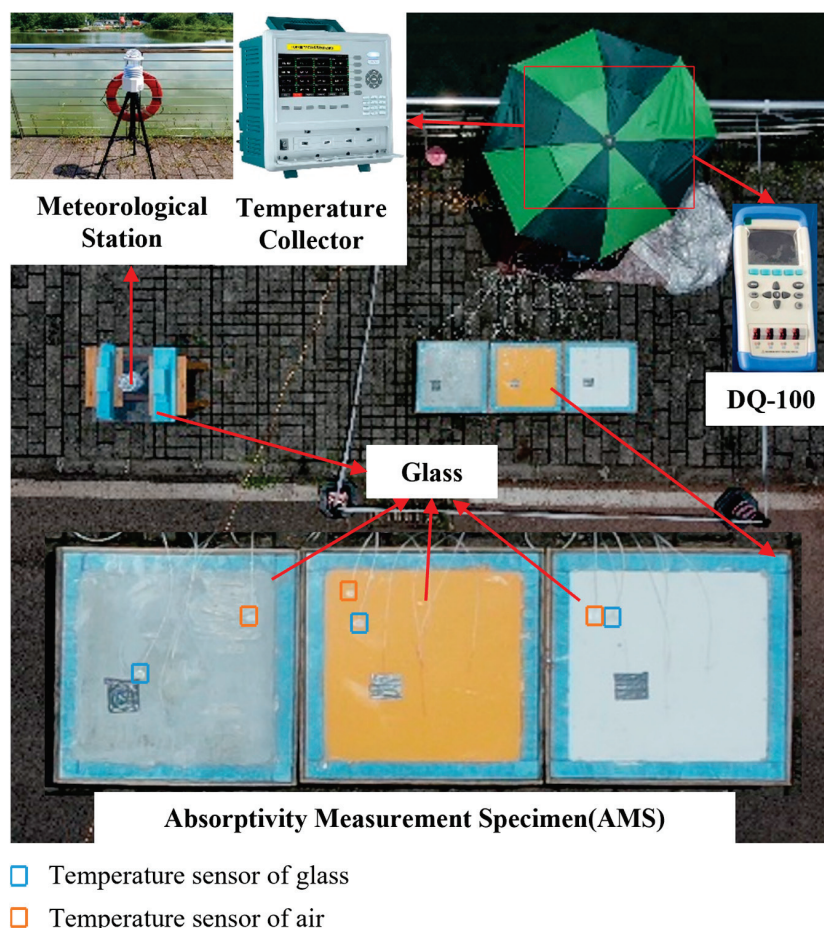 Meteorological
Station
Temperature
Collector
DQ-100
Glass
Absorptivity Measurement Specimen(AMS)
Temperature sensor of glass
Temperature sensor of air